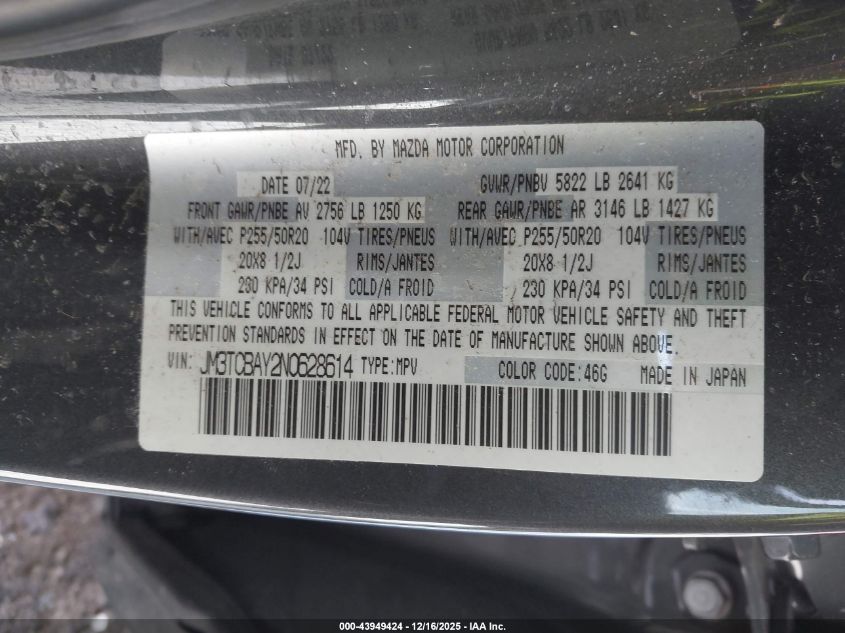 MFD. BY MAZDA MOTOR CORPORATION
DATE 07/22 GVWR/PNBV 5822 LB 2641 KG
FRONT GAWR/PNBE AV 2756 LB 1250 KG REAR GAWR/PNBE AR 3146 LB 1427 KG
WITH/AVEC P255/50R20 104V TIRES/PNEUS WITH/AVEC P255/50R20 104V TIRES/PNEUS
20X8 1/2J RIMS/JANTES 20X8 1/2J RIMS/JANTES
230 KPA/34 PSI COLD/A FROID 230 KPA/34 PSI COLD/A FROID
THIS VEHICLE CONFORMS TO ALL APPLICABLE FEDERAL MOTOR VEHICLE SAFETY AND THEFT
PREVENTION STANDARDS IN EFFECT ON THE DATE OF MANUFACTURE SHOWN ABOVE.
VIN: JM3TCBAY2N0628614 TYPE:MPV COLOR CODE:46G MADE IN JAPAN
000-43949424 – 12/16/2025 – IAA Inc.